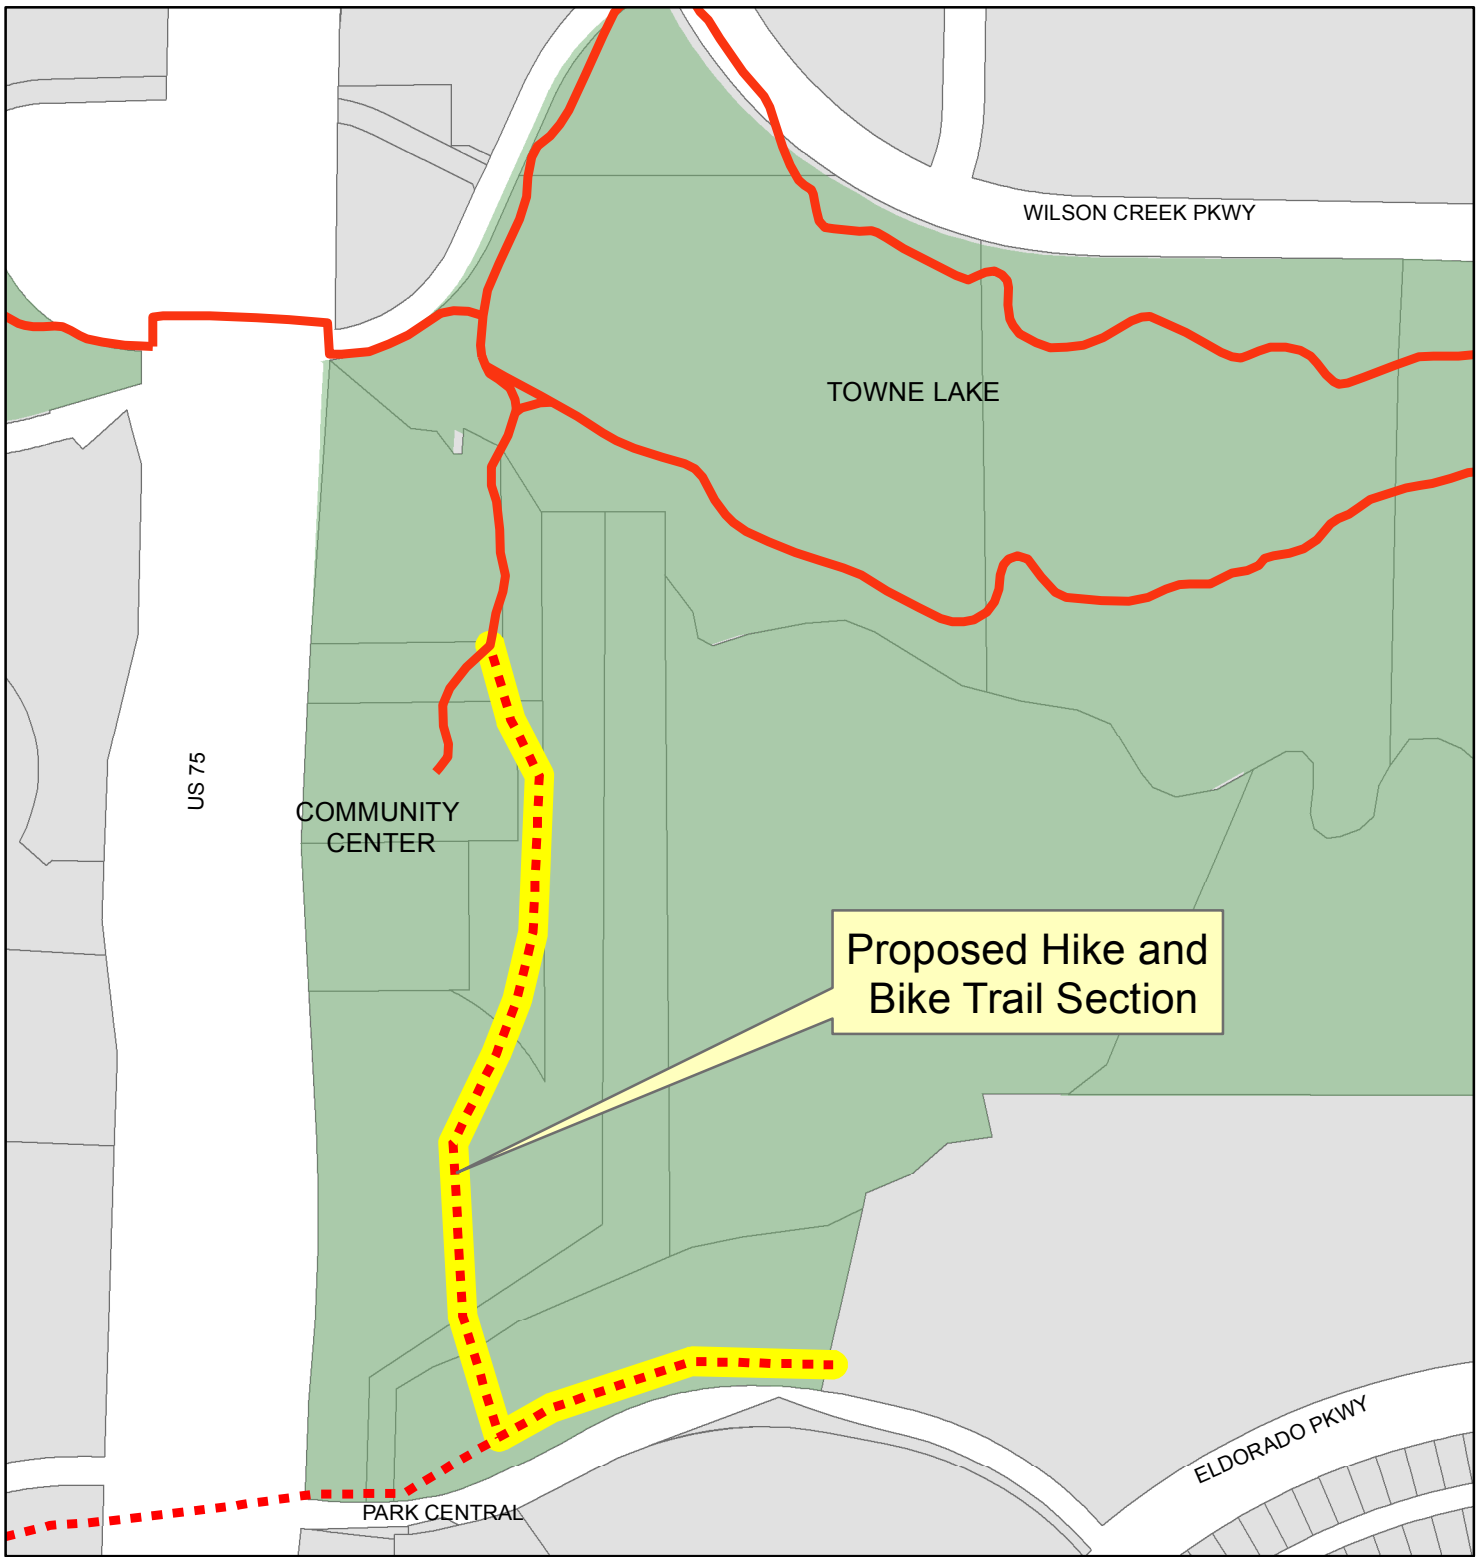 WILSON CREEK PKWY
TOWNE LAKE
US 75
COMMUNITY
CENTER
Proposed Hike and
Bike Trail Section
ELDORADO PKWY
PARK CENTRAL